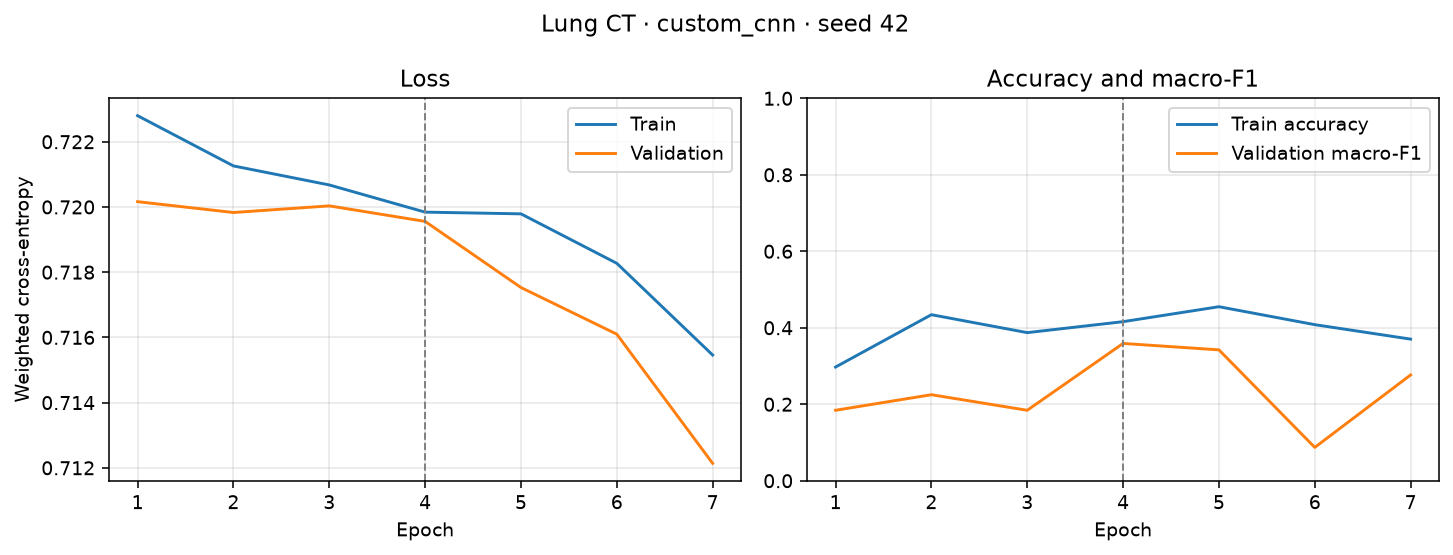 Lung CT · custom_cnn · seed 42
Loss
Weighted cross-entropy
0.722
0.720
0.718
0.716
0.714
0.712
Train
Validation
1 2 3 4 5 6 7
Epoch
Accuracy and macro-F1
1.0
0.8
0.6
0.4
0.2
0.0
Train accuracy
Validation macro-F1
1 2 3 4 5 6 7
Epoch